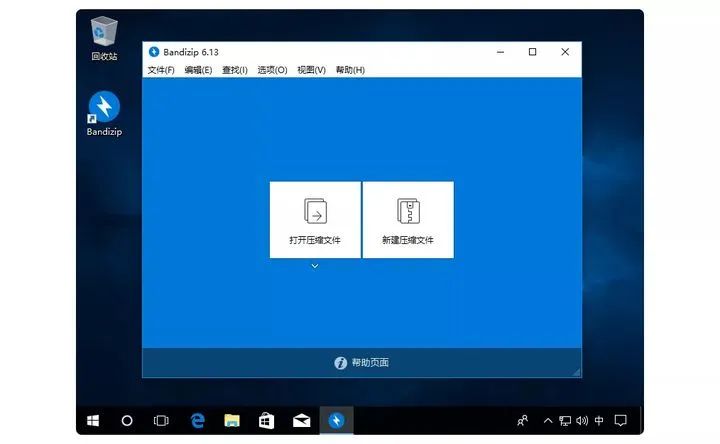 回收站
Bandizip
Bandizip 6.13
文件(F) 编辑(E) 查找(I) 选项(O) 视图(V) 帮助(H)
打开压缩文件
新建压缩文件
帮助页面
中